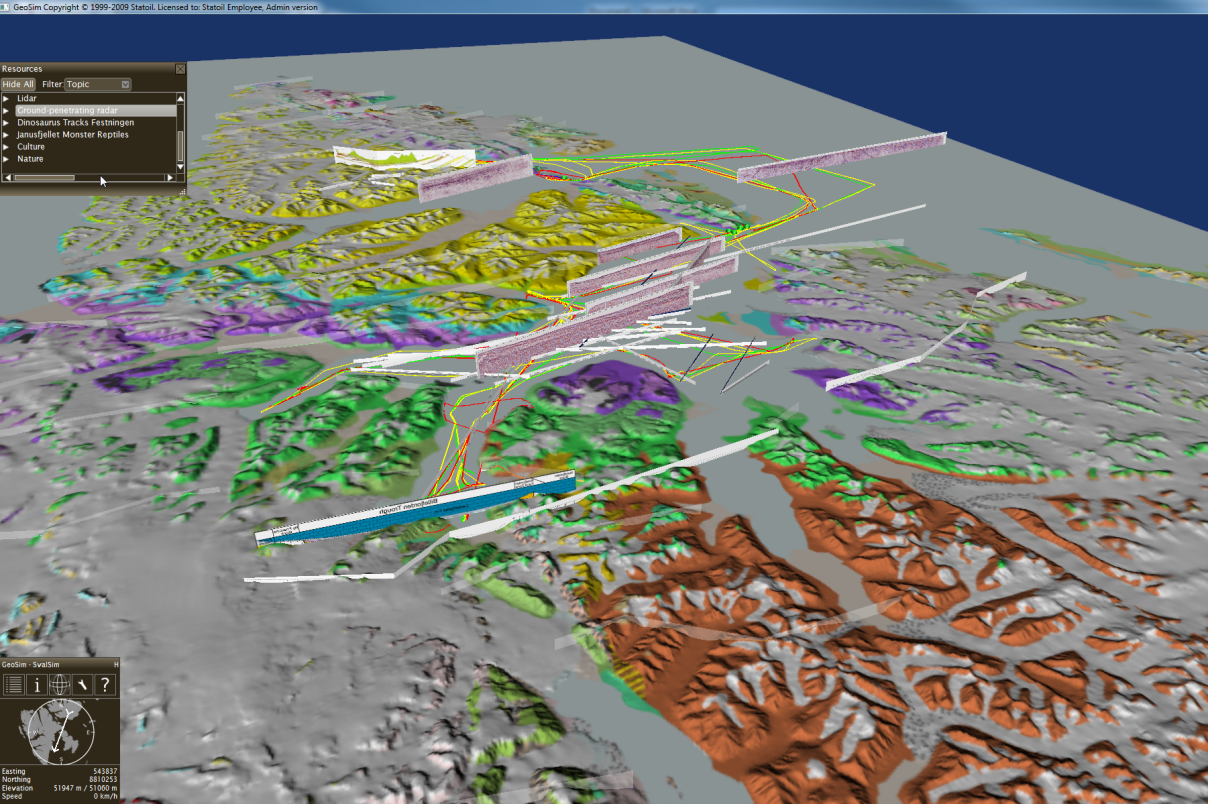 GeoSim Copyright © 1999-2009 Statoil. Licensed to: Statoil Employee, Admin version
Resources
Hide All Filter: Topic
Lidar
Ground-penetrating radar
Dinosaurus Tracks Festningen
Janusfjellet Monster Reptiles
Culture
Nature
Billefjorden Trough
GeoSim - SvalSim H
i ?
W E
S
Easting 543837
Northing 8810253
Elevation 51947 m / 51060 m
Speed 0 km/h